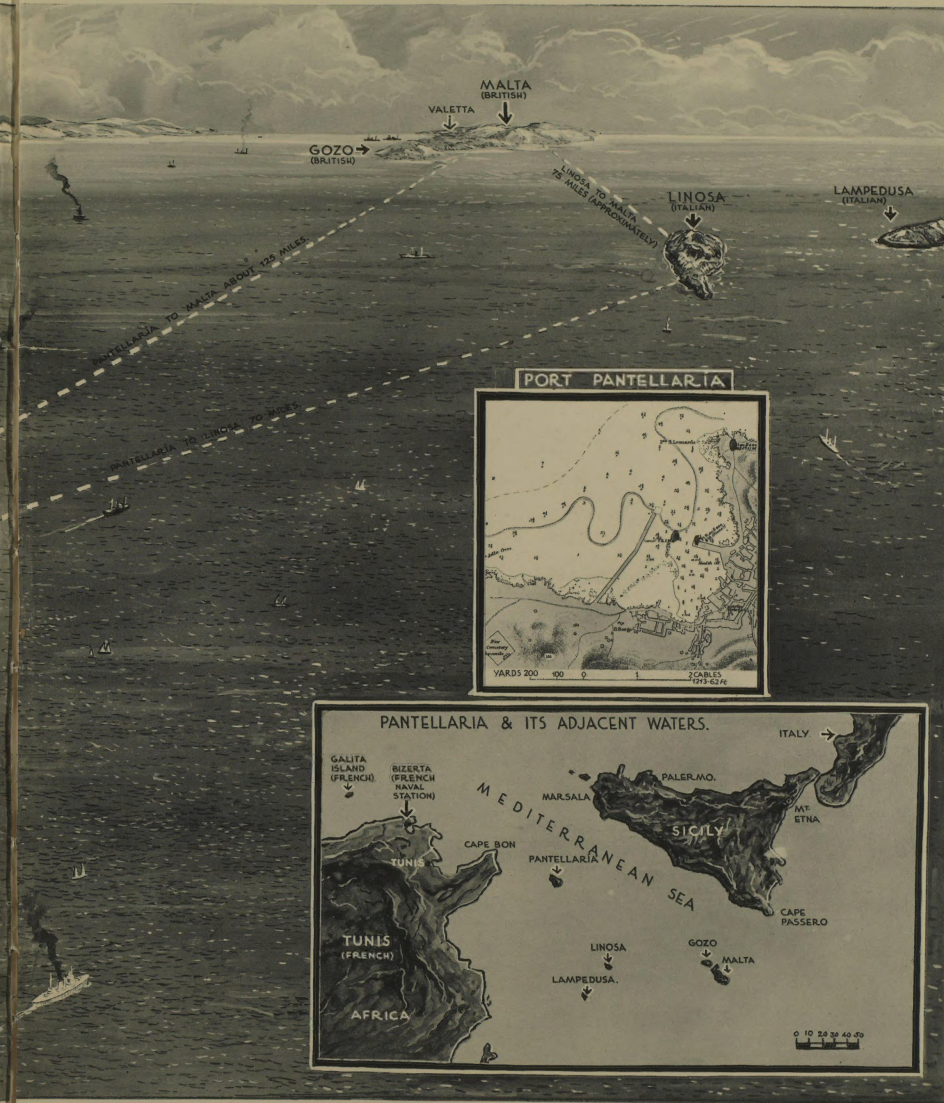 MALTA
(BRITISH)
VALETTA
GOZO
(BRITISH)
LINOSA TO MALTA
75 MILES (APPROXIMATELY)
LINOSA
(ITALIAN)
LAMPEDUSA
(ITALIAN)
PANTELLARIA TO MALTA ABOUT 125 MILES
PANTELLARIA TO LINOSA 70 MILES
PORT PANTELLARIA
YARDS 200 100 0 1 2 CABLES
1213·62 Ft
PANTELLARIA & ITS ADJACENT WATERS.
ITALY
GALITA
ISLAND
(FRENCH)
BIZERTA
(FRENCH
NAVAL
STATION)
MARSALA
PALERMO.
MT.
ETNA
SICILY
MEDITERRANEAN SEA
CAPE BON
TUNIS
PANTELLARIA
CAPE
PASSERO
TUNIS
(FRENCH)
LINOSA
GOZO
MALTA
LAMPEDUSA.
AFRICA
0 10 20 30 40 50